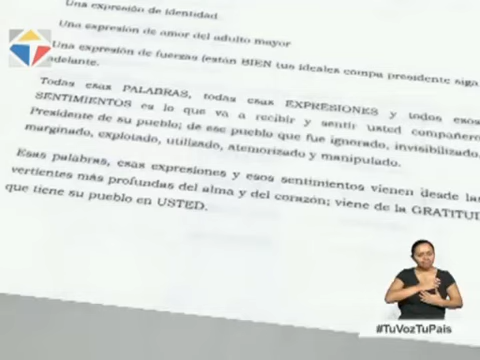 Una expresión de identidad
Una expresión de amor del adulto mayor
Una expresión de fuerzas (están BIEN tus ideales compa presidente siga
adelante.
Todas esas PALABRAS, todas esas EXPRESIONES y todos esos
SENTIMIENTOS es lo que va a recibir y sentir usted compañero
Presidente de su pueblo; de ese pueblo que fue ignorado, invisibilizado,
marginado, explotado, utilizado, atemorizado y manipulado.
Esas palabras, esas expresiones y esos sentimientos vienen desde las
vertientes más profundas del alma y del corazón; viene de la GRATITUD
que tiene su pueblo en USTED.
#TuVozTuPais